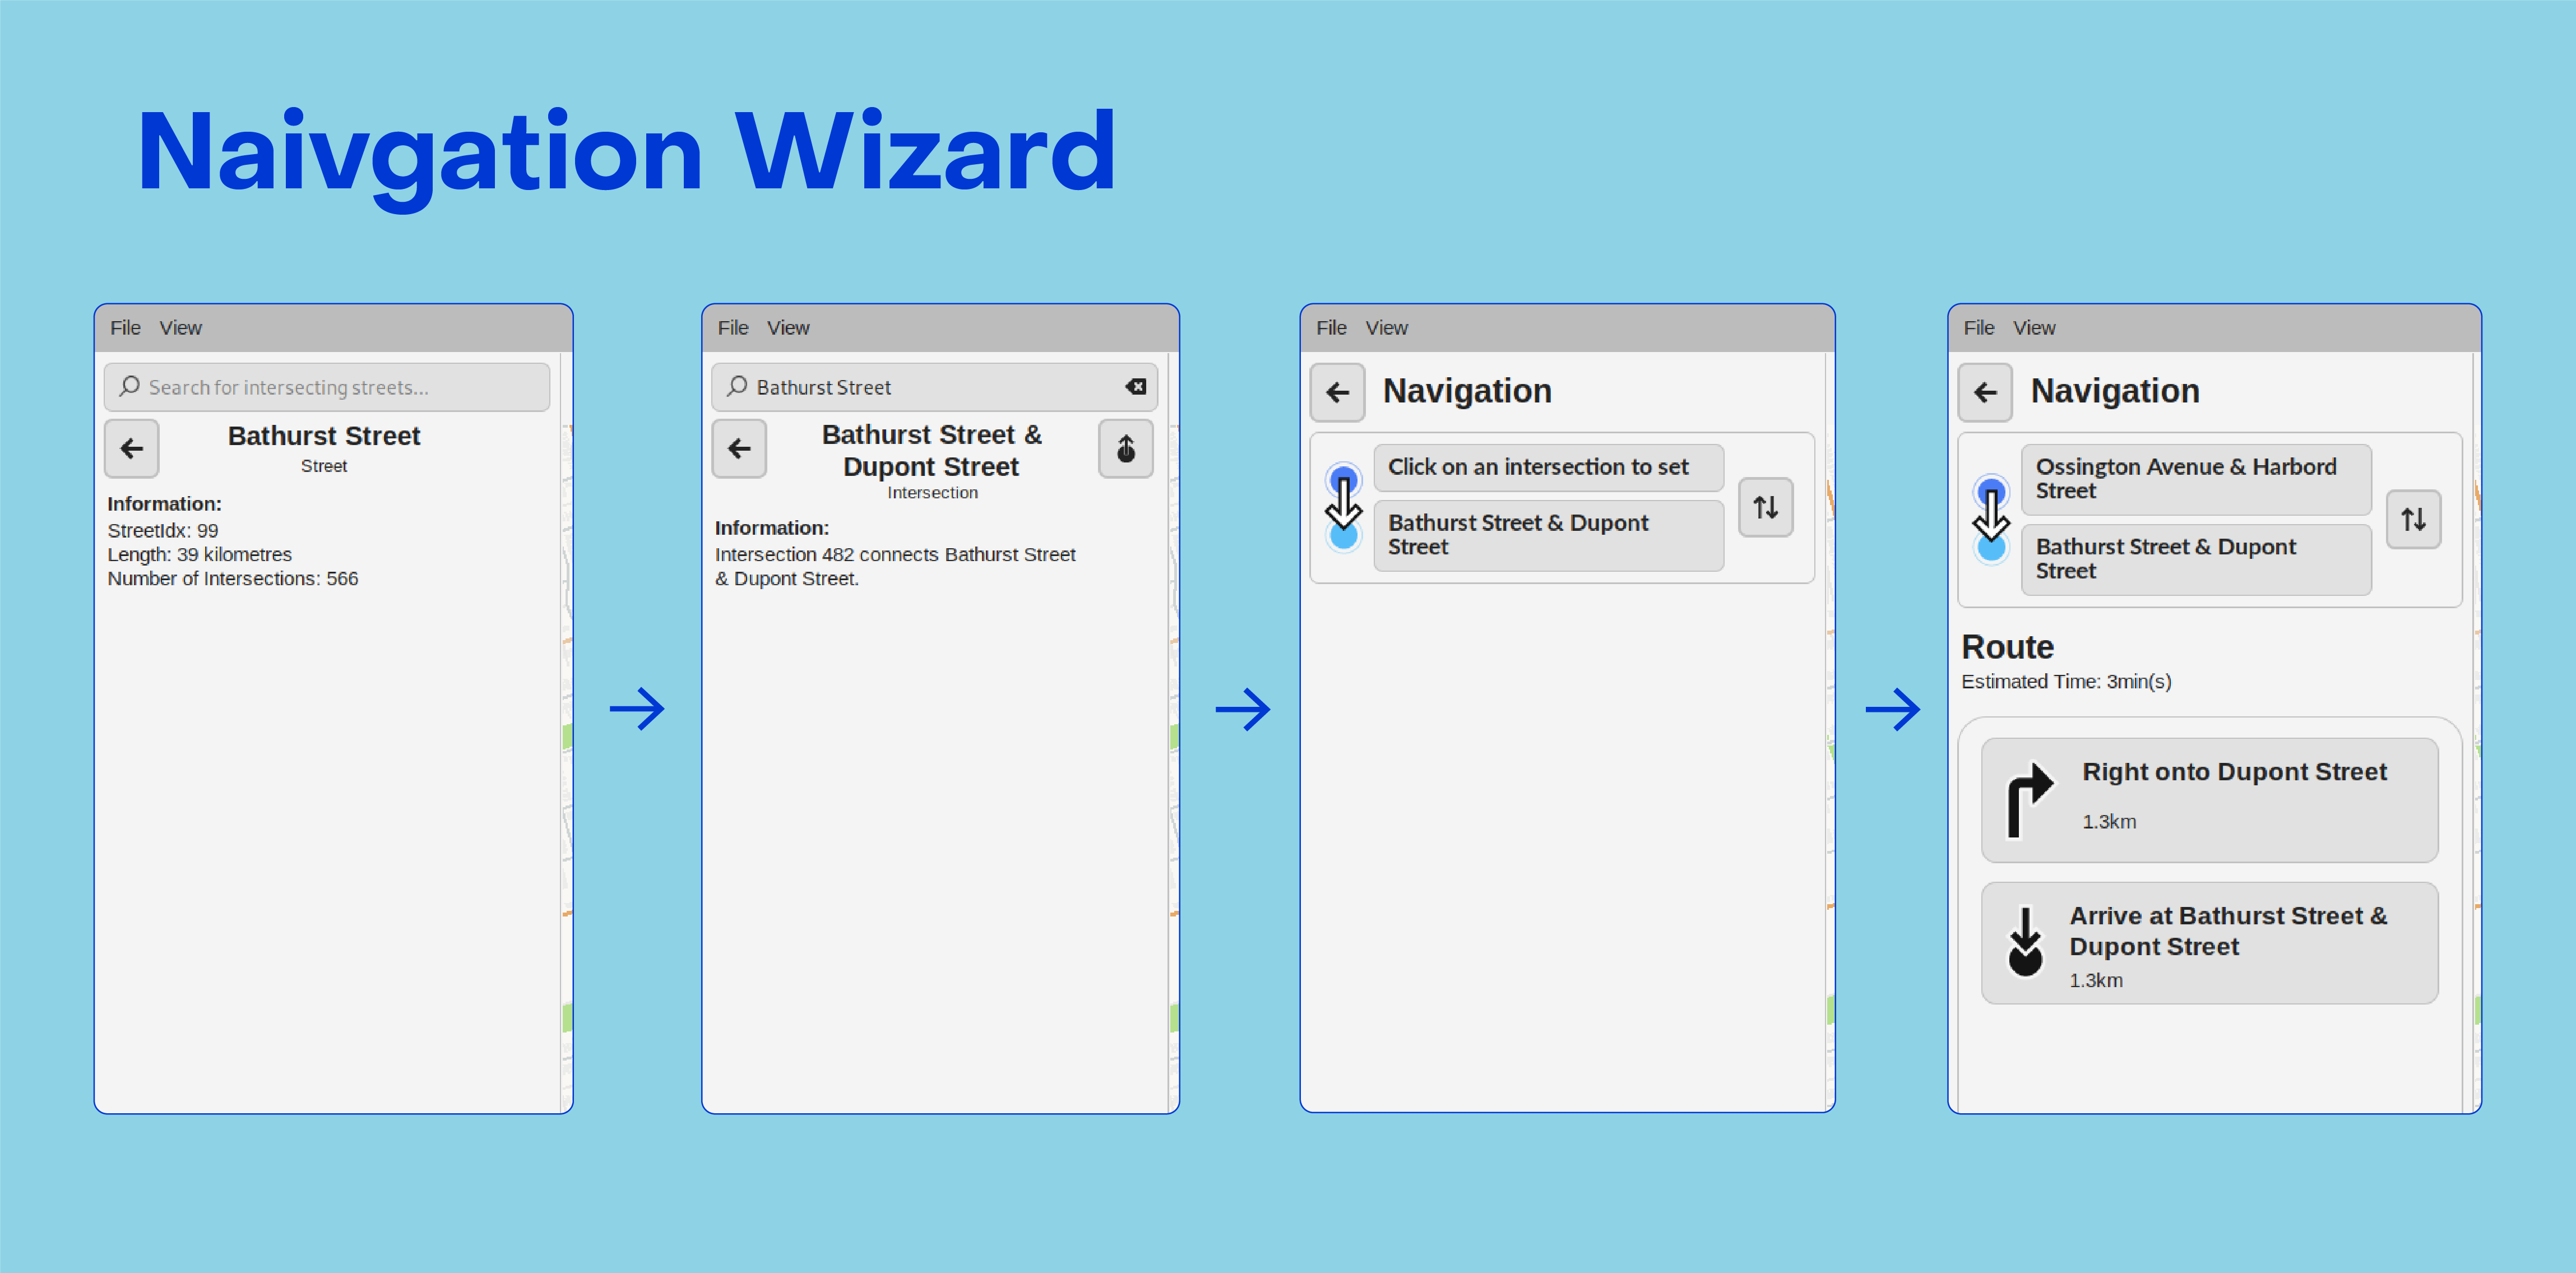 Naivgation Wizard
File View
Search for intersecting streets...
Bathurst Street
Street
Information:
StreetIdx: 99
Length: 39 kilometres
Number of Intersections: 566
File View
Bathurst Street
Bathurst Street &
Dupont Street
Intersection
Information:
Intersection 482 connects Bathurst Street
& Dupont Street.
File View
Navigation
Click on an intersection to set
Bathurst Street & Dupont
Street
File View
Navigation
Ossington Avenue & Harbord
Street
Bathurst Street & Dupont
Street
Route
Estimated Time: 3min(s)
Right onto Dupont Street
1.3km
Arrive at Bathurst Street &
Dupont Street
1.3km